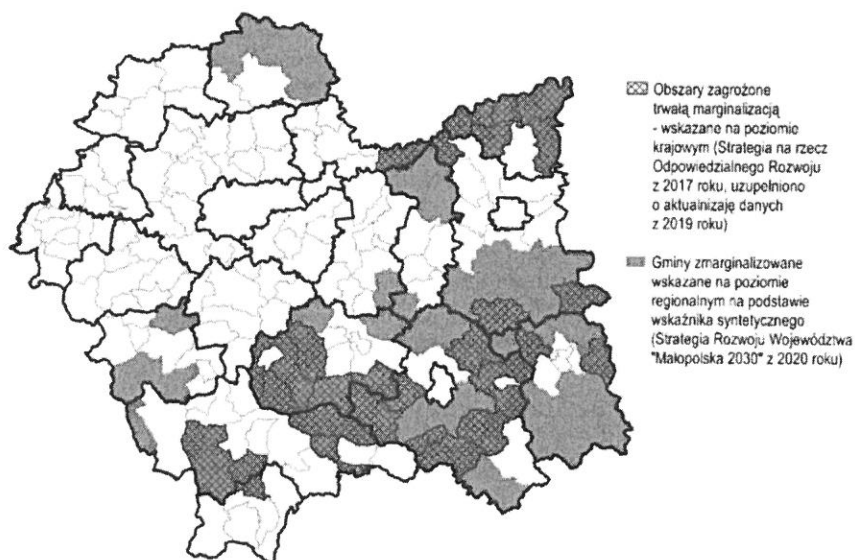 Obszary zagrożone
trwałą marginalizacją
- wskazane na poziomie
krajowym (Strategia na rzecz
Odpowiedzialnego Rozwoju
z 2017 roku, uzupełniono
o aktualnizaję danych
z 2019 roku)
Gminy zmarginalizowane
wskazane na poziomie
regionalnym na podstawie
wskaźnika syntetycznego
(Strategia Rozwoju Województwa
"Małopolska 2030" z 2020 roku)